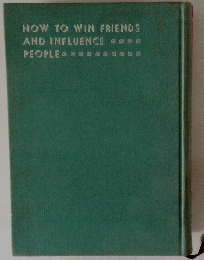 HOW TO WIN FRIENDS
AND INFLUENCE
PEOPLE